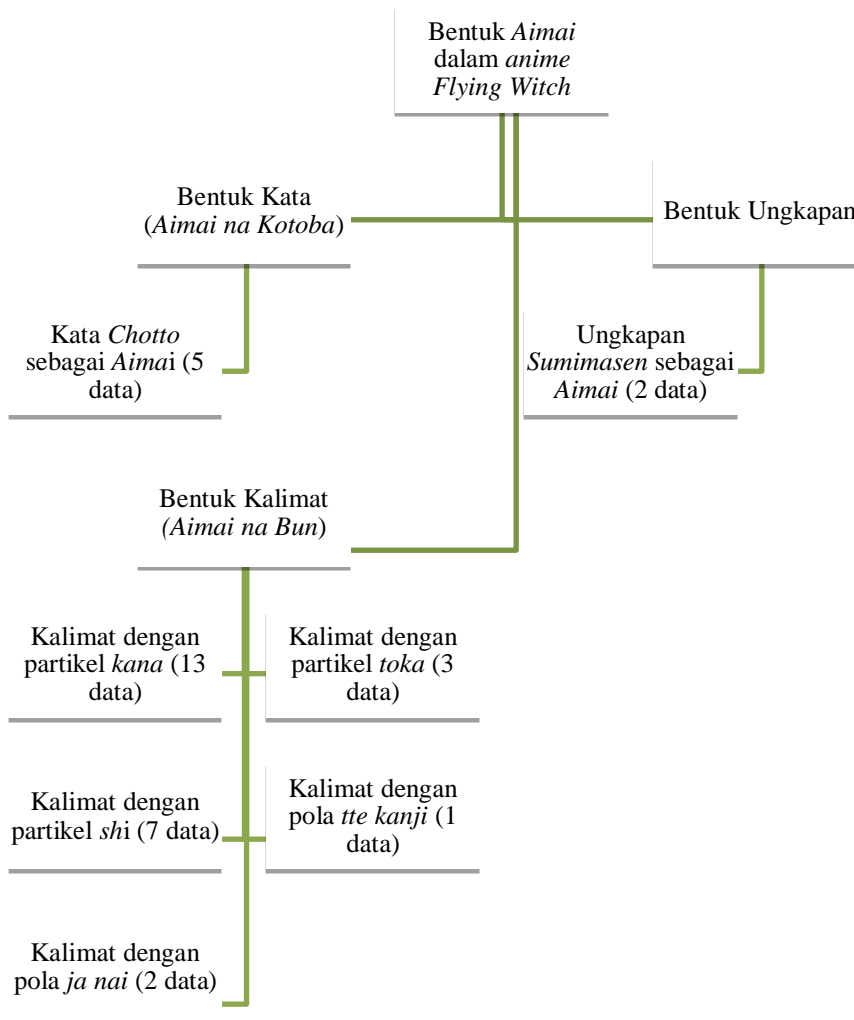 Bentuk Aimai
dalam anime
Flying Witch
Bentuk Kata
(Aimai na Kotoba)
Bentuk Ungkapan
Kata Chotto
sebagai Aimai (5
data)
Ungkapan
Sumimasen sebagai
Aimai (2 data)
Bentuk Kalimat
(Aimai na Bun)
Kalimat dengan
partikel kana (13
data)
Kalimat dengan
partikel toka (3
data)
Kalimat dengan
partikel shi (7 data)
Kalimat dengan
pola tte kanji (1
data)
Kalimat dengan
pola ja nai (2 data)